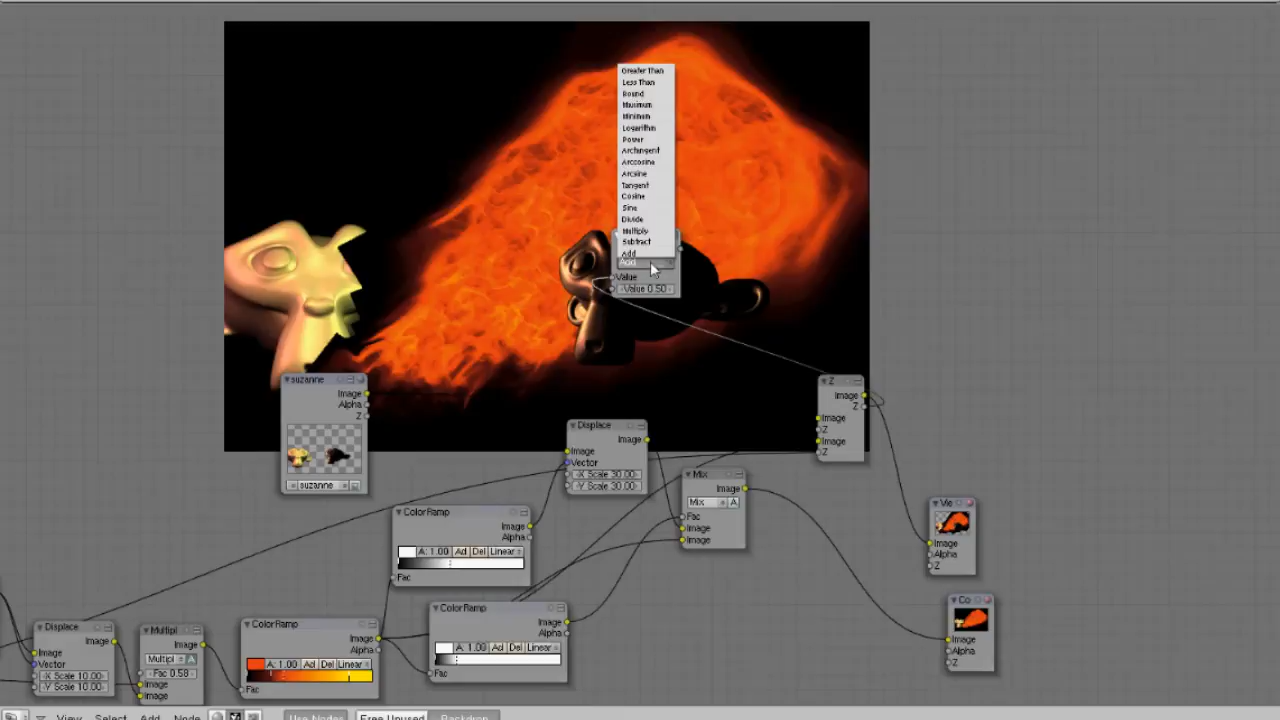 Greater Than
Less Than
Round
Maximum
Minimum
Logarithm
Power
Arctangent
Arccosine
Arcsine
Tangent
Cosine
Sine
Divide
Multiply
Subtract
Add
Add
Value
Value 0.50
suzanne
Image
Alpha
Z
suzanne
Z
Image
Z
Image
Z
Image
Z
Displace
Image
Image
Vector
X Scale 30.00
Y Scale 30.00
Mix
Image
Mix
A
Fac
Image
Image
ColorRamp
Image
Alpha
A: 1.00 Ad Del Linear
Fac
Vie
Image
Alpha
Z
Co
Image
Alpha
Z
Displace
Image
Image
Vector
X Scale 10.00
Y Scale 10.00
Multipl
Image
Multipl A
Fac 0.58
Image
Image
ColorRamp
Image
Alpha
A: 1.00 Ad Del Linear
Fac
ColorRamp
Image
Alpha
A: 1.00 Ad Del Linear
Fac
View Select Add Node Use Nodes Free Unused Backdrop